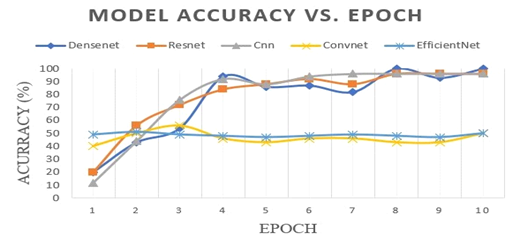 MODEL ACCURACY VS. EPOCH
Densenet Resnet Cnn Convnet EfficientNet
100
90
80
70
60
50
40
30
20
10
0
ACURRACY (%)
1 2 3 4 5 6 7 8 9 10
EPOCH